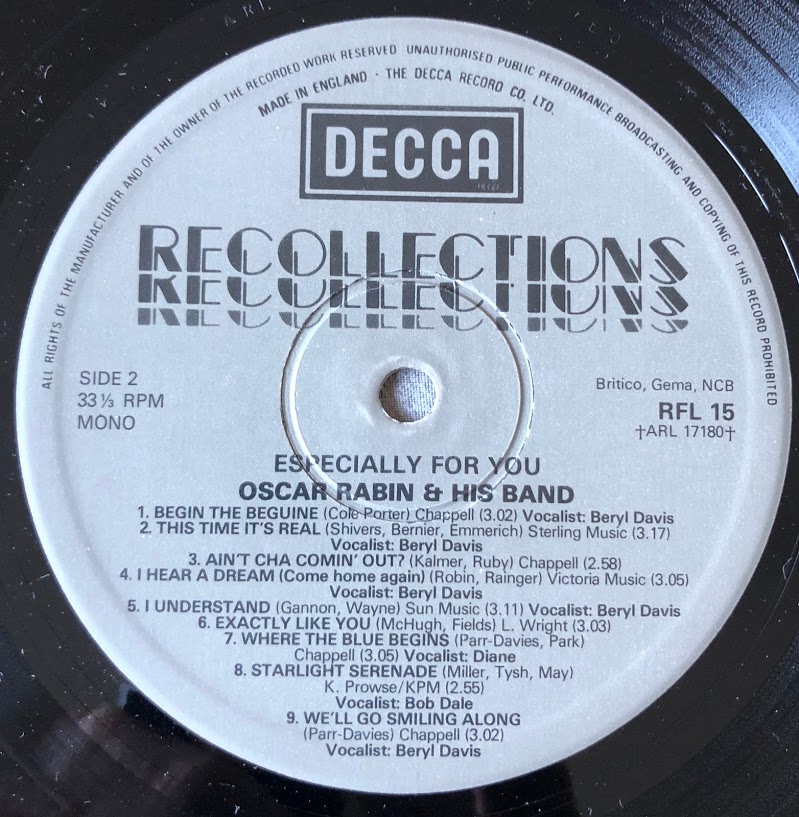 ALL RIGHTS OF THE MANUFACTURER AND OF THE OWNER OF THE RECORDED WORK RESERVED UNAUTHORISED PUBLIC PERFORMANCE BROADCASTING AND COPYING OF THIS RECORD PROHIBITED
MADE IN ENGLAND · THE DECCA RECORD CO. LTD.
DECCA
RECOLLECTIONS
RECOLLECTIONS
RECOLLECTIONS
SIDE 2
33⅓ RPM
MONO
Britico, Gema, NCB
RFL 15
†ARL 17180†
ESPECIALLY FOR YOU
OSCAR RABIN & HIS BAND
1. BEGIN THE BEGUINE (Cole Porter) Chappell (3.02) Vocalist: Beryl Davis
2. THIS TIME IT'S REAL (Shivers, Bernier, Emmerich) Sterling Music (3.17)
Vocalist: Beryl Davis
3. AIN'T CHA COMIN' OUT? (Kalmer, Ruby) Chappell (2.58)
4. I HEAR A DREAM (Come home again) (Robin, Rainger) Victoria Music (3.05)
Vocalist: Beryl Davis
5. I UNDERSTAND (Gannon, Wayne) Sun Music (3.11) Vocalist: Beryl Davis
6. EXACTLY LIKE YOU (McHugh, Fields) L. Wright (3.03)
7. WHERE THE BLUE BEGINS (Parr-Davies, Park)
Chappell (3.05) Vocalist: Diane
8. STARLIGHT SERENADE (Miller, Tysh, May)
K. Prowse/KPM (2.55)
Vocalist: Bob Dale
9. WE'LL GO SMILING ALONG
(Parr-Davies) Chappell (3.02)
Vocalist: Beryl Davis